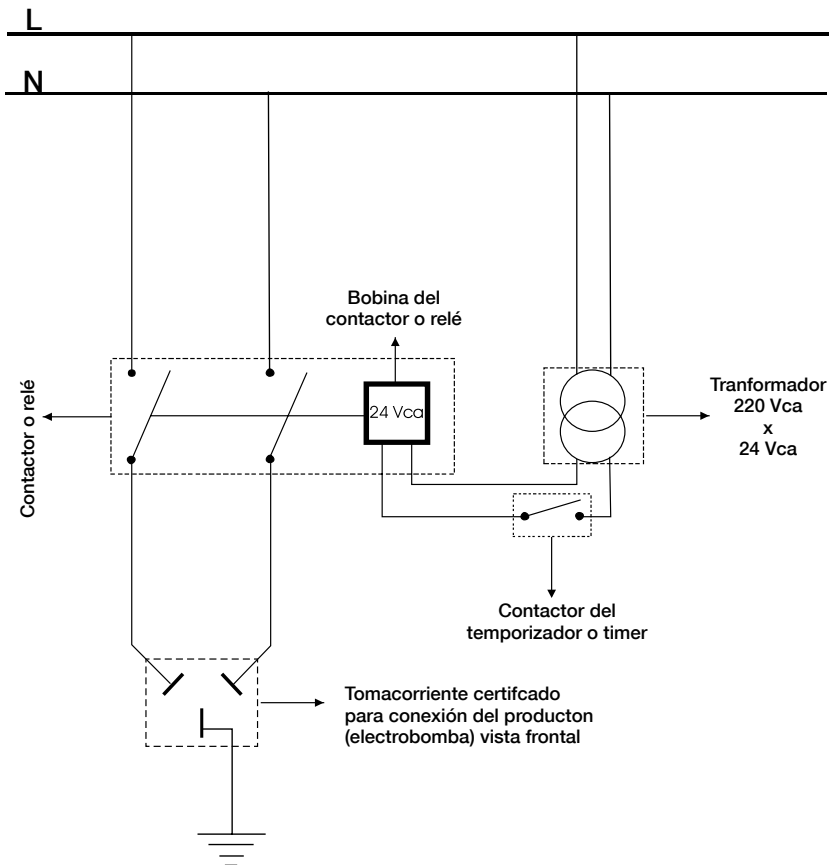 L
N
Bobina del
contactor o relé
Contactor o relé
24 Vca
Tranformador
220 Vca
x
24 Vca
Contactor del
temporizador o timer
Tomacorriente certifcado
para conexión del producton
(electrobomba) vista frontal